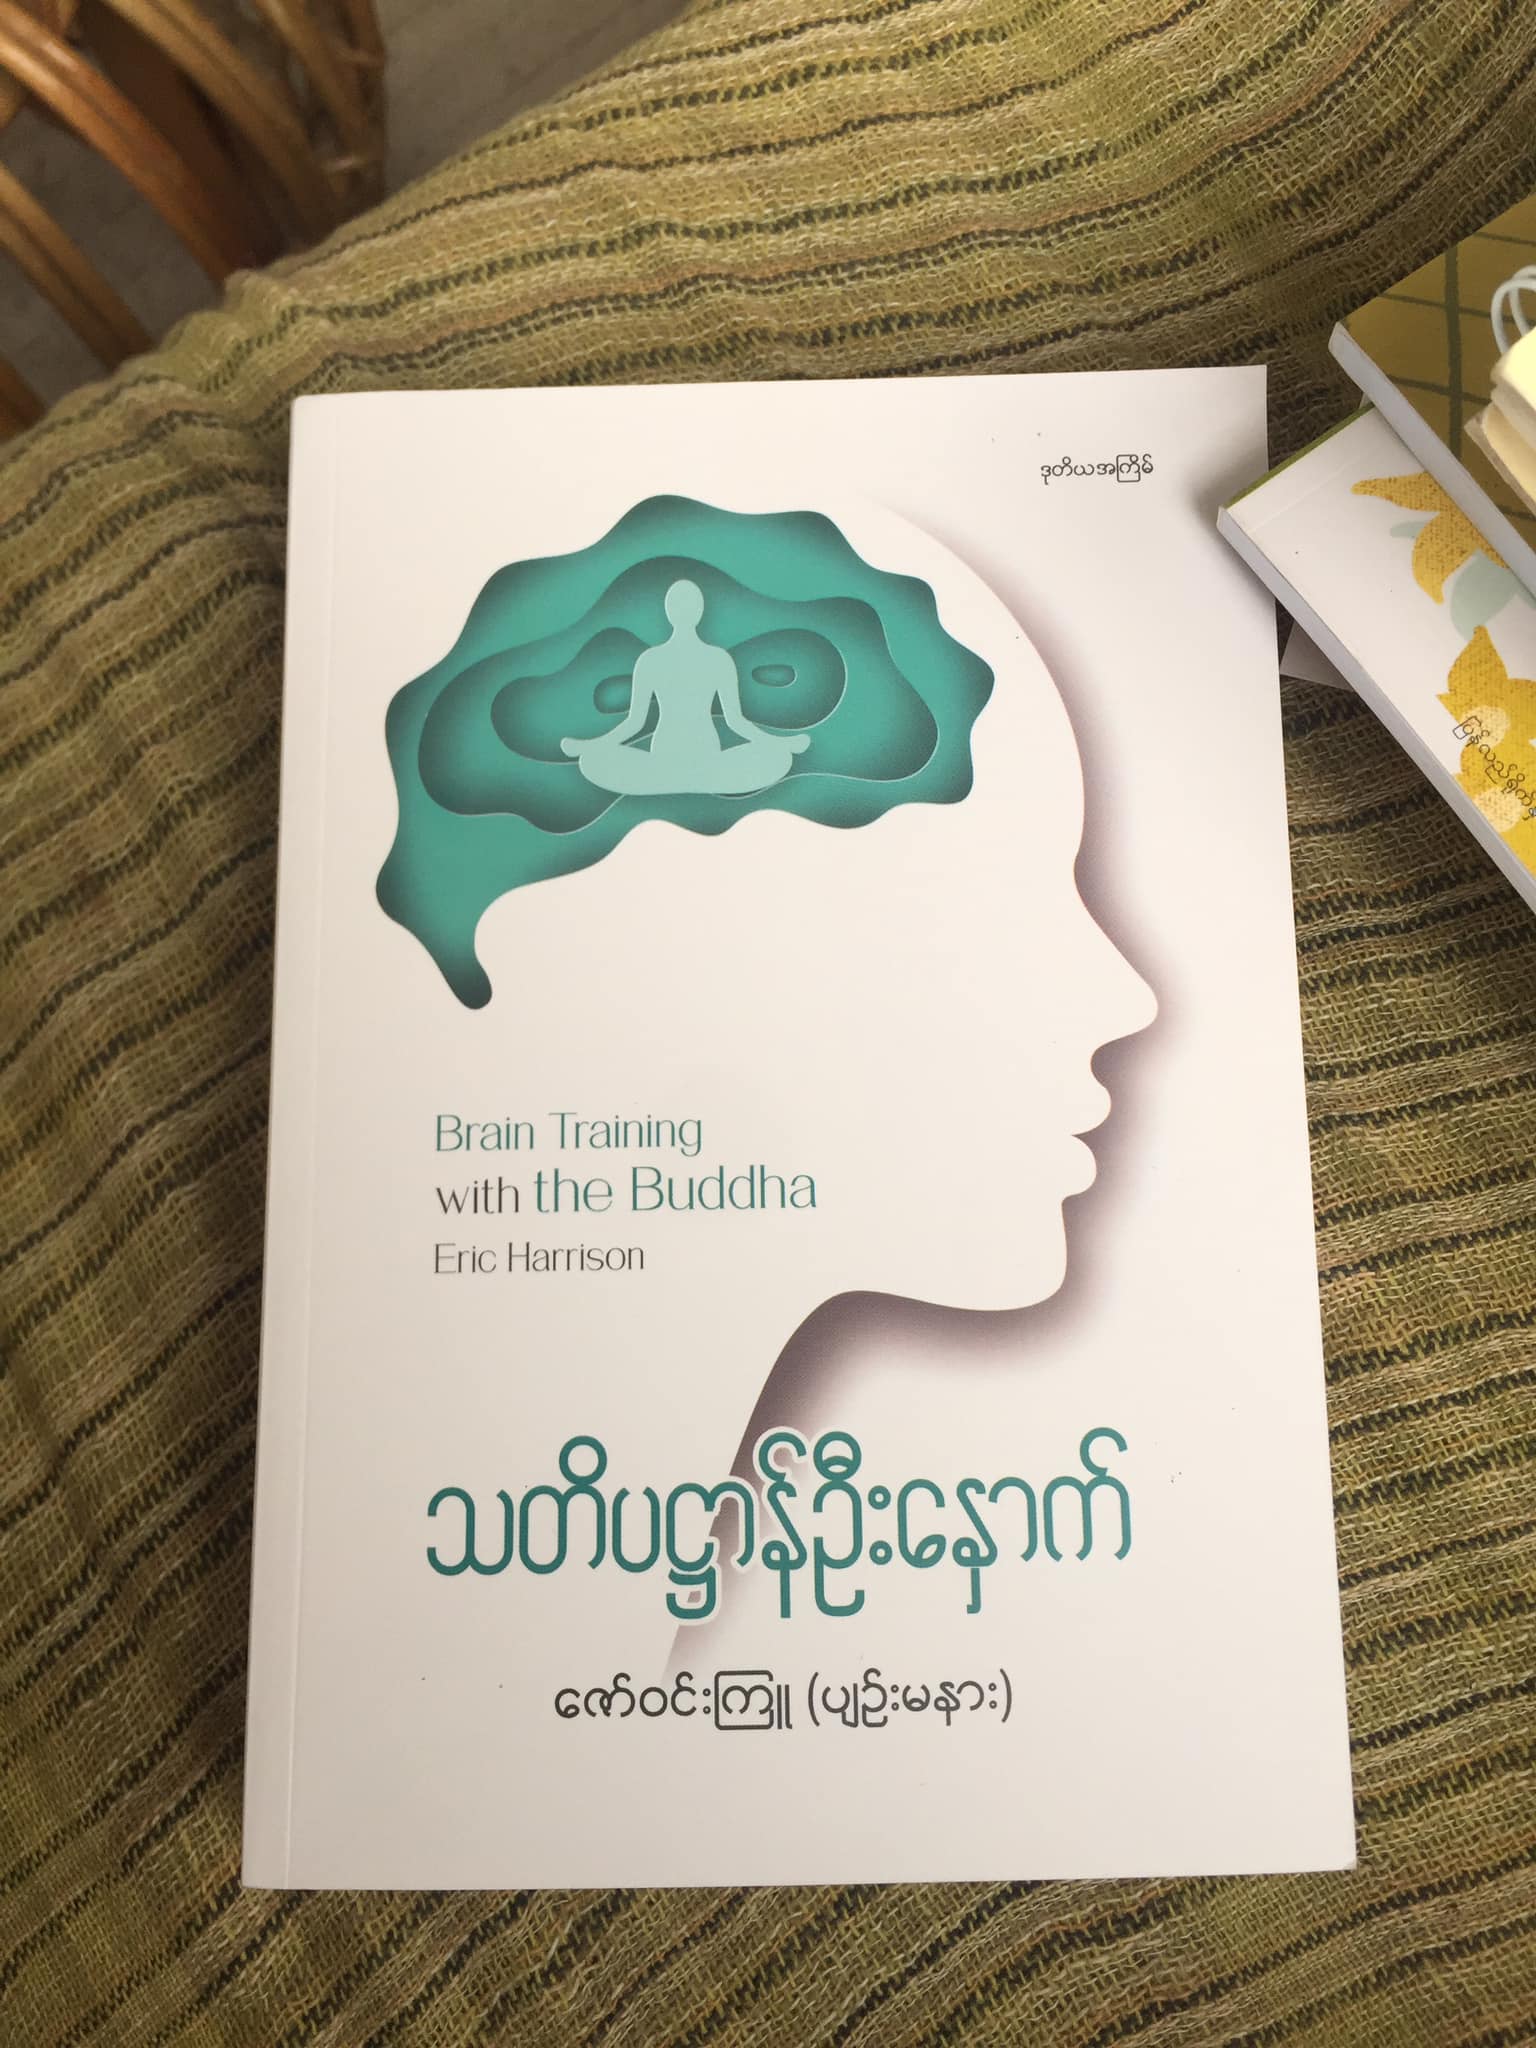 ဒုတိယအကြိမ်
Brain Training
with the Buddha
Eric Harrison
သတိပဋ္ဌာန်ဦးနှောက်
ဇော်ဝင်းကြူ (ပျဉ်းမနား)